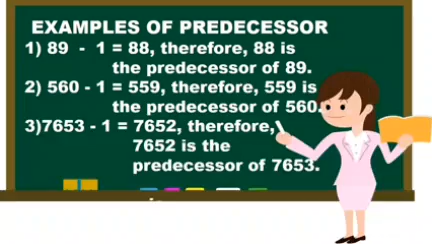 EXAMPLES OF PREDECESSOR
1) 89 - 1 = 88, therefore, 88 is
the predecessor of 89.
2) 560 - 1 = 559, therefore, 559 is
the predecessor of 560.
3)7653 - 1 = 7652, therefore,
7652 is the
predecessor of 7653.